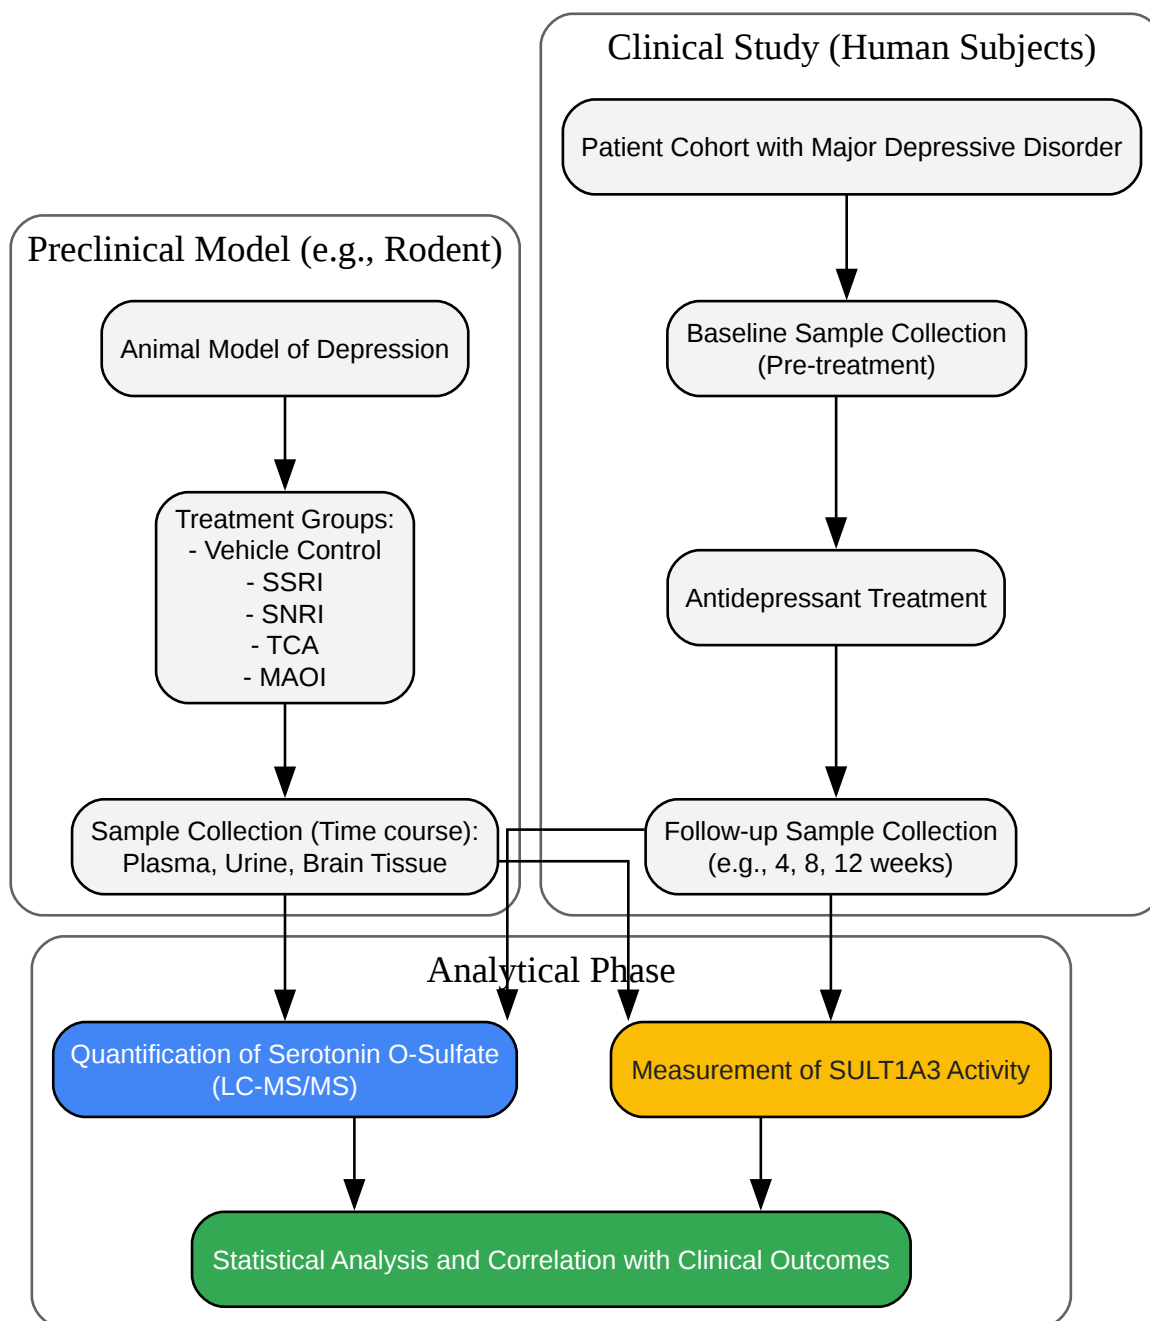 Clinical Study (Human Subjects)
Patient Cohort with Major Depressive Disorder
Baseline Sample Collection
(Pre-treatment)
Antidepressant Treatment
Follow-up Sample Collection
(e.g., 4, 8, 12 weeks)
Preclinical Model (e.g., Rodent)
Animal Model of Depression
Treatment Groups:
- Vehicle Control
- SSRI
- SNRI
- TCA
- MAOI
Sample Collection (Time course):
Plasma, Urine, Brain Tissue
Analytical Phase
Quantification of Serotonin O-Sulfate
(LC-MS/MS)
Measurement of SULT1A3 Activity
Statistical Analysis and Correlation with Clinical Outcomes